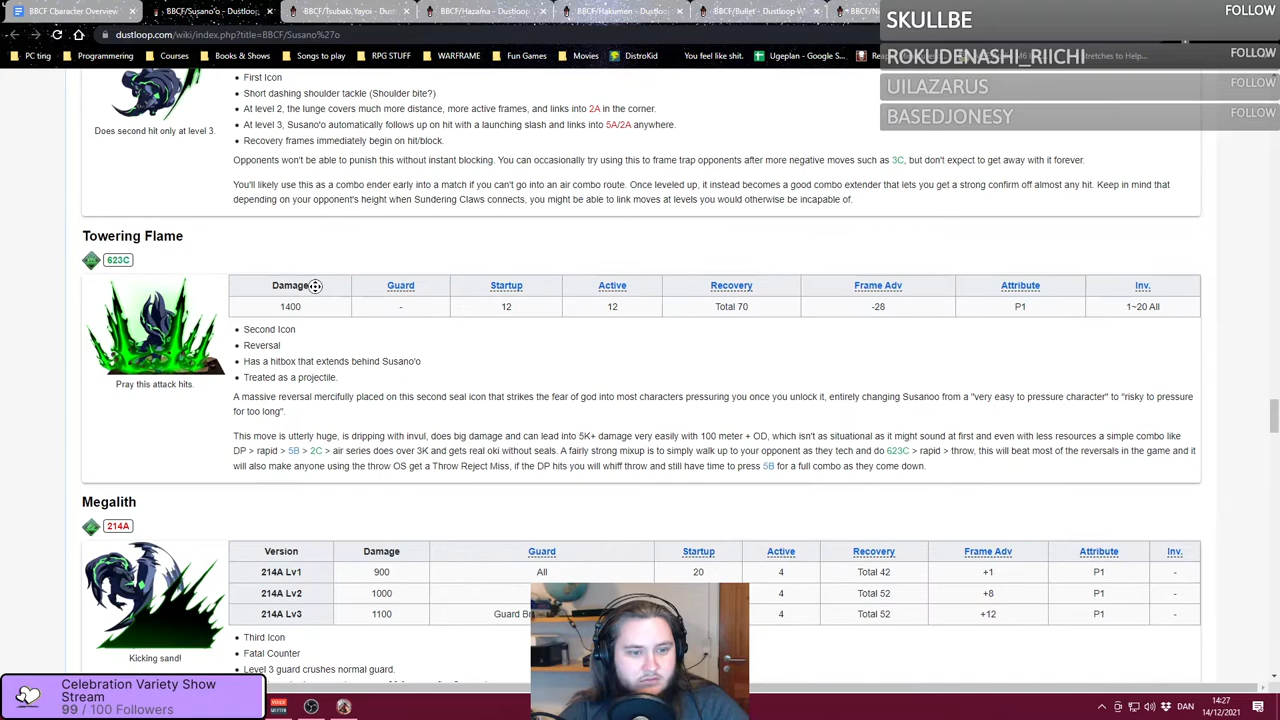 BBCF Character Overview
BBCF/Susano'o - Dustloop
BBCF/Tsubaki_Yayoi - Dustloop W
BBCF/Hazama - Dustloop W
BBCF/Hakumen - Dustloop W
BBCF/Bullet - Dustloop Wi
dustloop.com/wiki/index.php?title=BBCF/Susano%27o
PC ting
Programmering
Courses
Books & Shows
Songs to play
RPG STUFF
WARFRAME
Fun Games
Movies
DistroKid
You feel like shit.
Ugeplan - Google S...
SKULLBE FOLLOW
ROKUDENASHI_RIICHI FOLLOW
UILAZARUS FOLLOW
BASEDJONESY FOLLOW
First Icon
Short dashing shoulder tackle (Shoulder bite?)
At level 2, the lunge covers much more distance, more active frames, and links into 2A in the corner.
At level 3, Susano'o automatically follows up on hit with a launching slash and links into 5A/2A anywhere.
Recovery frames immediately begin on hit/block.
Does second hit only at level 3.
Opponents won't be able to punish this without instant blocking. You can occasionally try using this to frame trap opponents after more negative moves such as 3C, but don't expect to get away with it forever.
You'll likely use this as a combo ender early into a match if you can't go into an air combo route. Once leveled up, it instead becomes a good combo extender that lets you get a strong confirm off almost any hit. Keep in mind that
depending on your opponent's height when Sundering Claws connects, you might be able to link moves at levels you would otherwise be incapable of.
Towering Flame
623C
Damage Guard Startup Active Recovery Frame Adv Attribute Inv.
1400 - 12 12 Total 70 -28 P1 1~20 All
Second Icon
Reversal
Has a hitbox that extends behind Susano'o
Treated as a projectile.
Pray this attack hits.
A massive reversal mercifully placed on this second seal icon that strikes the fear of god into most characters pressuring you once you unlock it, entirely changing Susanoo from a "very easy to pressure character" to "risky to pressure
for too long".
This move is utterly huge, is dripping with invul, does big damage and can lead into 5K+ damage very easily with 100 meter + OD, which isn't as situational as it might sound at first and even with less resources a simple combo like
DP > rapid > 5B > 2C > air series does over 3K and gets real oki without seals. A fairly strong mixup is to simply walk up to your opponent as they tech and do 623C > rapid > throw, this will beat most of the reversals in the game and it
will also make anyone using the throw OS get a Throw Reject Miss, if the DP hits you will whiff throw and still have time to press 5B for a full combo as they come down.
Megalith
214A
Version Damage Guard Startup Active Recovery Frame Adv Attribute Inv.
214A Lv1 900 All 20 4 Total 42 +1 P1 -
214A Lv2 1000 4 Total 52 +8 P1 -
214A Lv3 1100 Guard Br 4 Total 52 +12 P1 -
Third Icon
Fatal Counter
Level 3 guard crushes normal guard.
Kicking sand!
Celebration Variety Show
Stream
99 / 100 Followers
DAN
14:27
14/12/2021